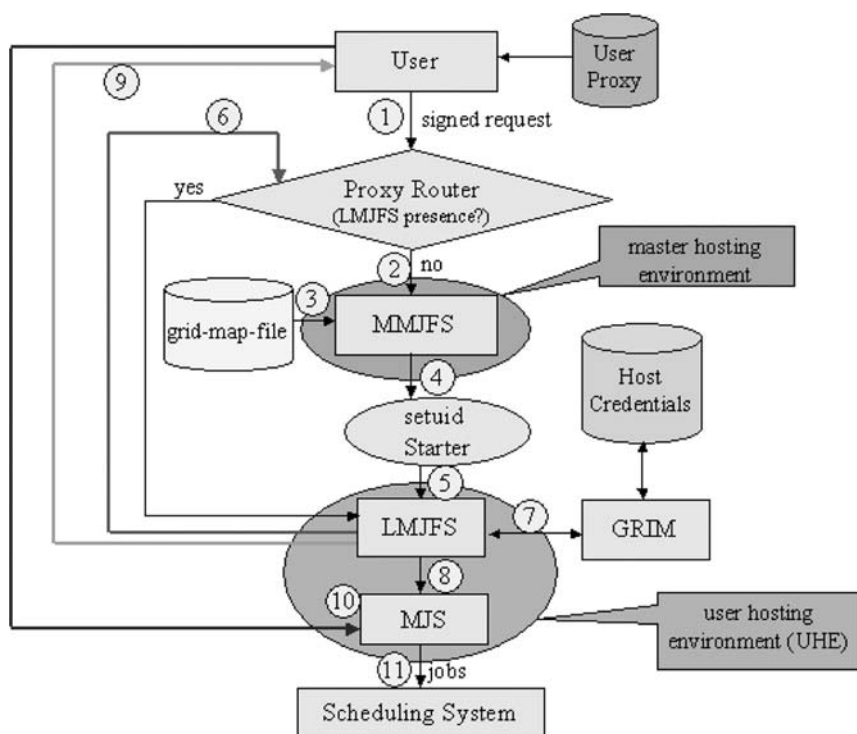 User
User
Proxy
9
1
signed request
6
yes
Proxy Router
(LMJFS presence?)
2
no
master hosting
environment
3
MMJFS
grid-map-file
4
Host
Credentials
setuid
Starter
5
LMJFS
7
GRIM
8
10
MJS
user hosting
environment (UHE)
11
jobs
Scheduling System